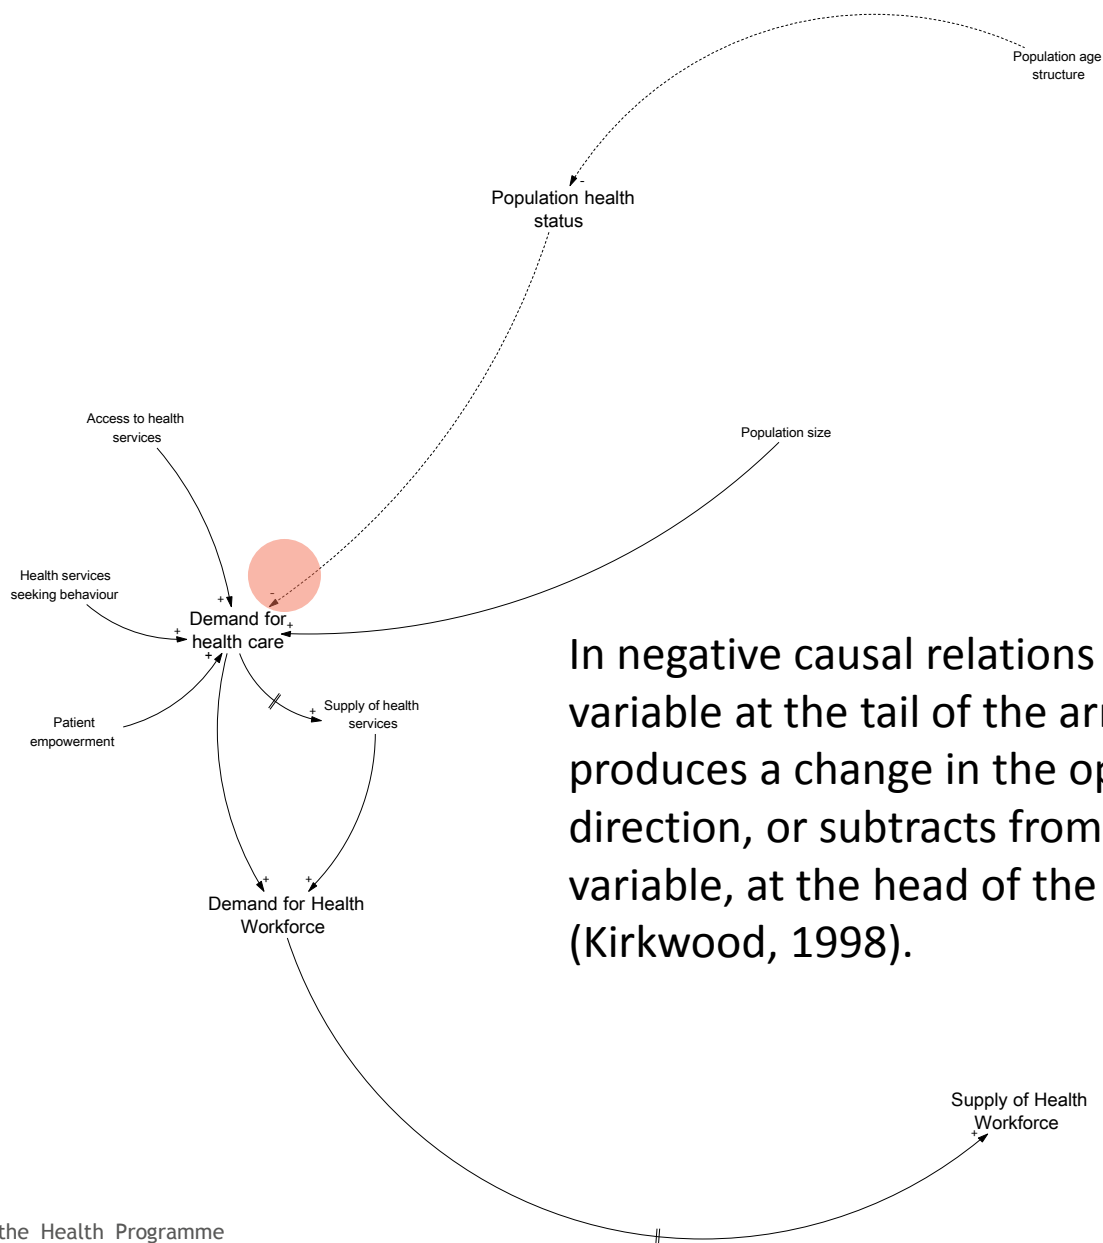 Population age
structure
-
Population health
status
Access to health
services
Population size
Health services
seeking behaviour
+
-
+
+
Demand for
health care
+
Patient
empowerment
+
Supply of health
services
In negative causal relations
variable at the tail of the
produces a change in the
direction, or subtracts from
variable, at the head of the
(Kirkwood, 1998).
+
+
Demand for Health
Workforce
Supply of Health
Workforce
+
the Health Programme